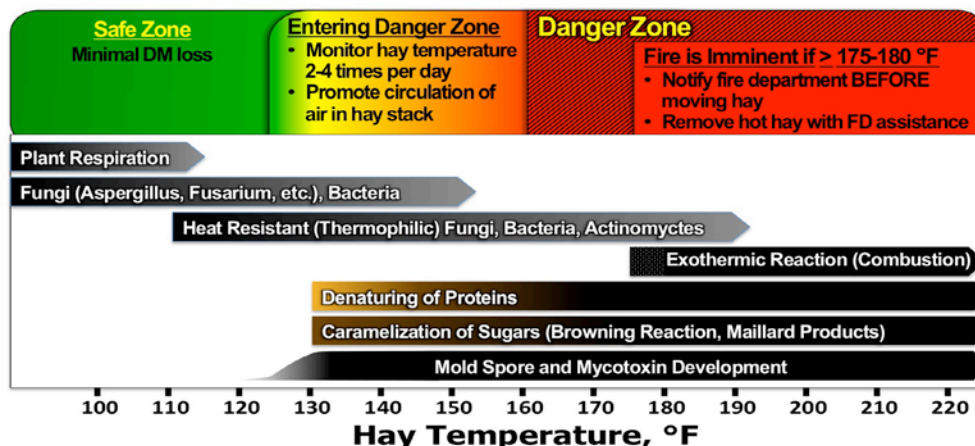 Safe Zone
Minimal DM loss
Entering Danger Zone
• Monitor hay temperature
2-4 times per day
• Promote circulation of
air in hay stack
Danger Zone
Fire is Imminent if > 175-180 °F
• Notify fire department BEFORE
moving hay
• Remove hot hay with FD assistance
Plant Respiration
Fungi (Aspergillus, Fusarium, etc.), Bacteria
Heat Resistant (Thermophilic) Fungi, Bacteria, Actinomyctes
Exothermic Reaction (Combustion)
Denaturing of Proteins
Caramelization of Sugars (Browning Reaction, Maillard Products)
Mold Spore and Mycotoxin Development
100 110 120 130 140 150 160 170 180 190 200 210 220
Hay Temperature, °F